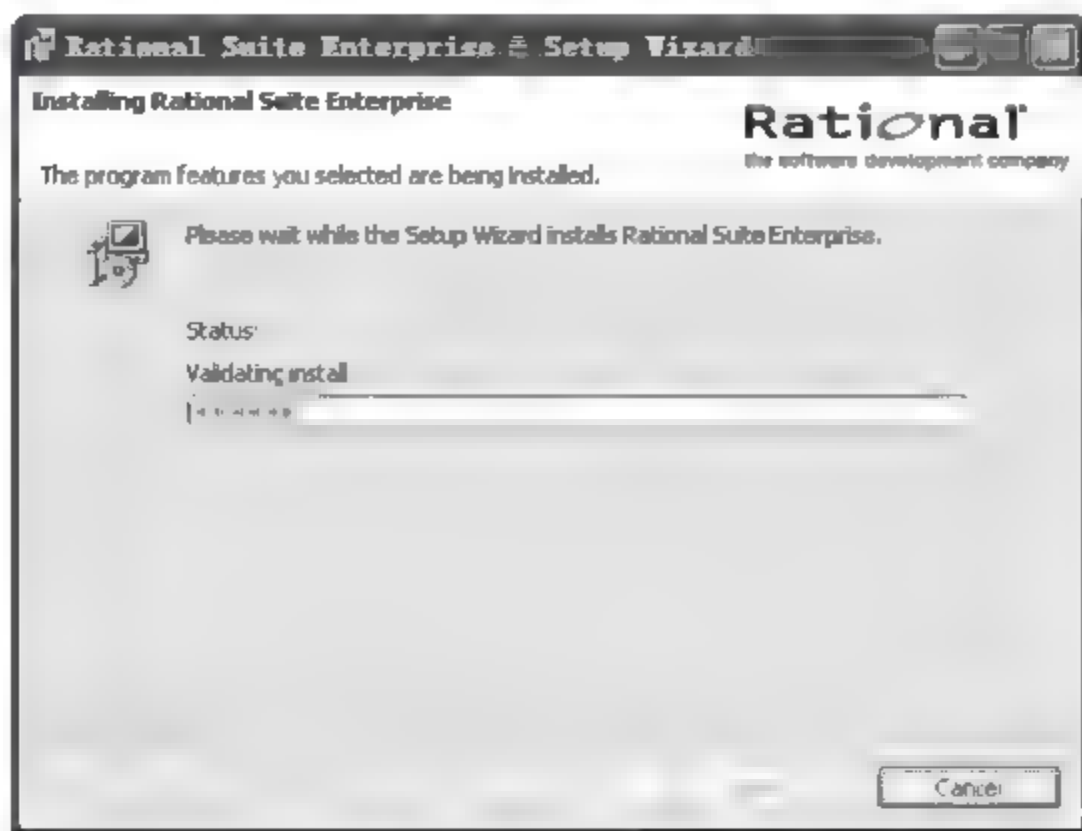 Rational Suite Enterprise - Setup Wizard
Installing Rational Suite Enterprise
Rational
the software development company
The program features you selected are being installed.
Please wait while the Setup Wizard installs Rational Suite Enterprise.
Status:
Validating install
Cancel